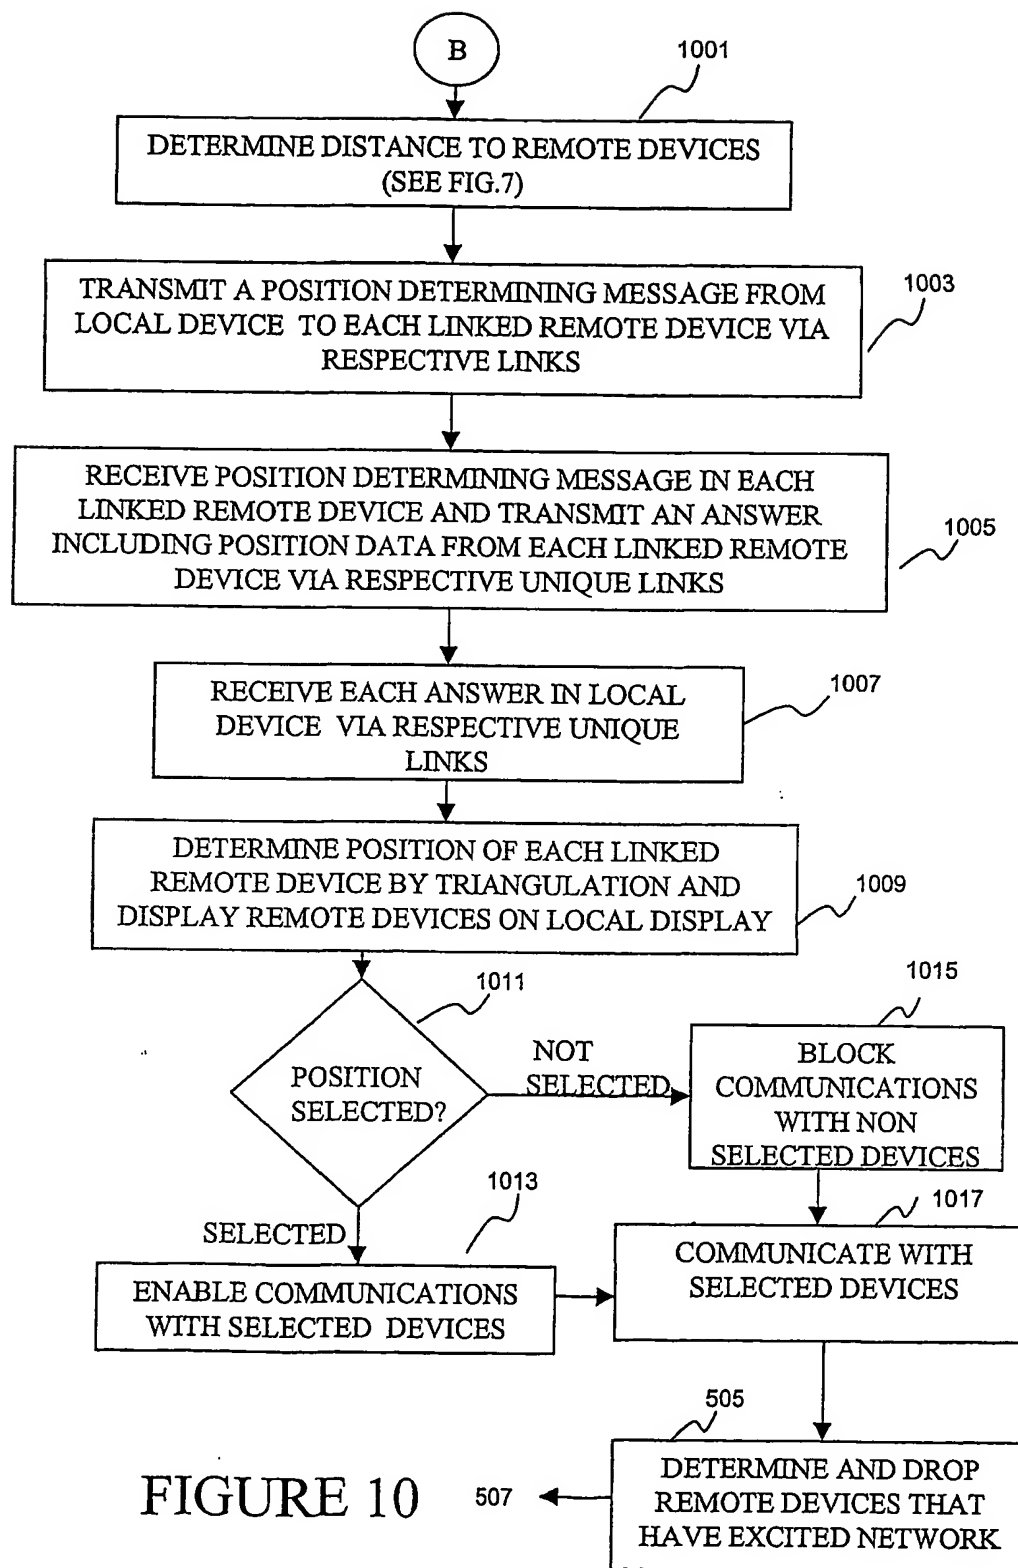 B
1001
DETERMINE DISTANCE TO REMOTE DEVICES
(SEE FIG.7)
1003
TRANSMIT A POSITION DETERMINING MESSAGE FROM
LOCAL DEVICE TO EACH LINKED REMOTE DEVICE VIA
RESPECTIVE LINKS
1005
RECEIVE POSITION DETERMINING MESSAGE IN EACH
LINKED REMOTE DEVICE AND TRANSMIT AN ANSWER
INCLUDING POSITION DATA FROM EACH LINKED REMOTE
DEVICE VIA RESPECTIVE UNIQUE LINKS
1007
RECEIVE EACH ANSWER IN LOCAL
DEVICE VIA RESPECTIVE UNIQUE
LINKS
1009
DETERMINE POSITION OF EACH LINKED
REMOTE DEVICE BY TRIANGULATION AND
DISPLAY REMOTE DEVICES ON LOCAL DISPLAY
1011
POSITION
SELECTED?
NOT
SELECTED
1015
BLOCK
COMMUNICATIONS
WITH NON
SELECTED DEVICES
SELECTED
1013
ENABLE COMMUNICATIONS
WITH SELECTED DEVICES
1017
COMMUNICATE WITH
SELECTED DEVICES
505
DETERMINE AND DROP
REMOTE DEVICES THAT
HAVE EXCITED NETWORK
507
FIGURE 10